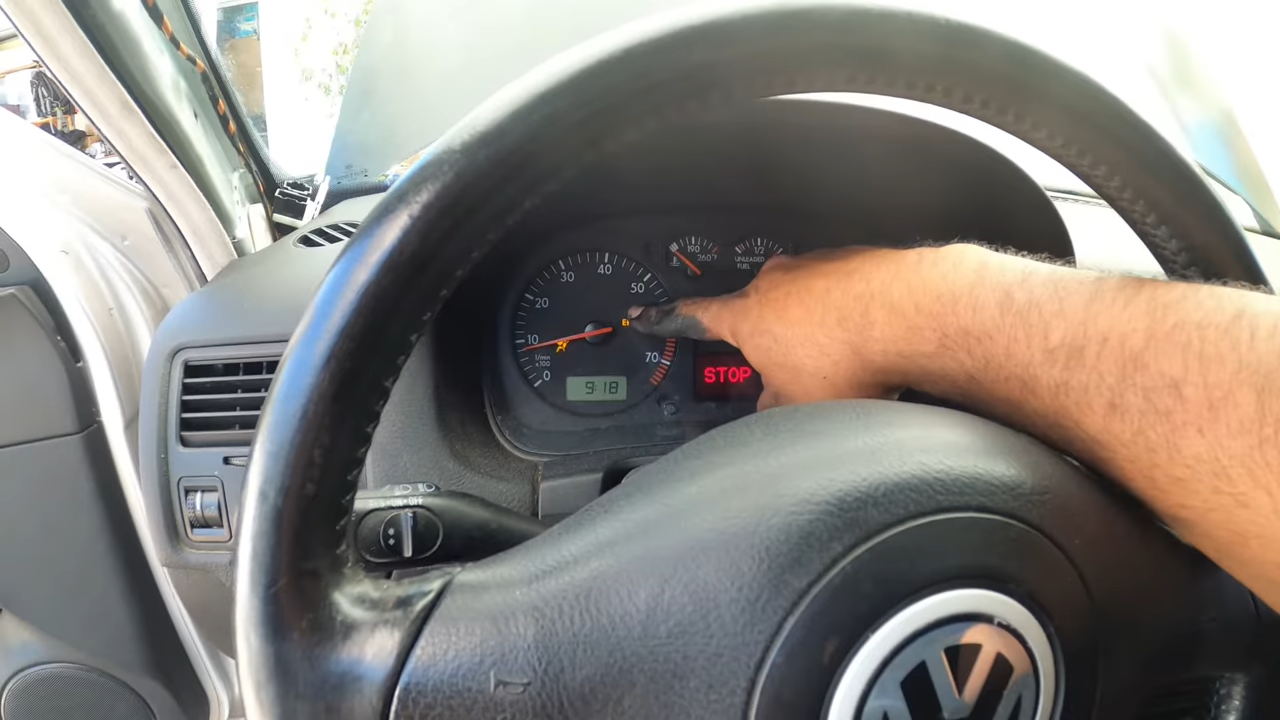 0
10
20
30
40
50
70
1/min
x100
9:18
190
260°F
1/2
UNLEADED
FUEL
STOP
OFF